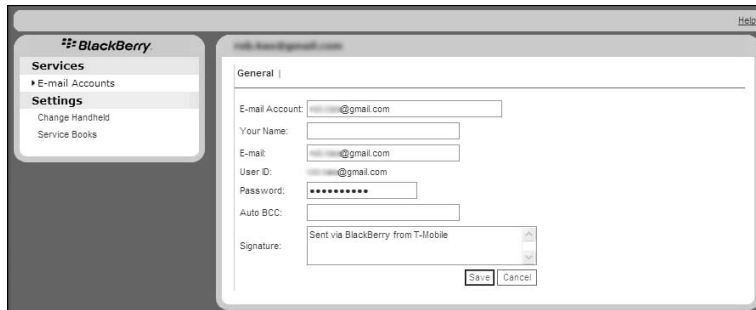 Help
BlackBerry
Services
E-mail Accounts
Settings
Change Handheld
Service Books
General |
E-mail Account: @gmail.com
Your Name:
E-mail: @gmail.com
User ID: @gmail.com
Password: ••••••••••
Auto BCC:
Signature: Sent via BlackBerry from T-Mobile
Save Cancel